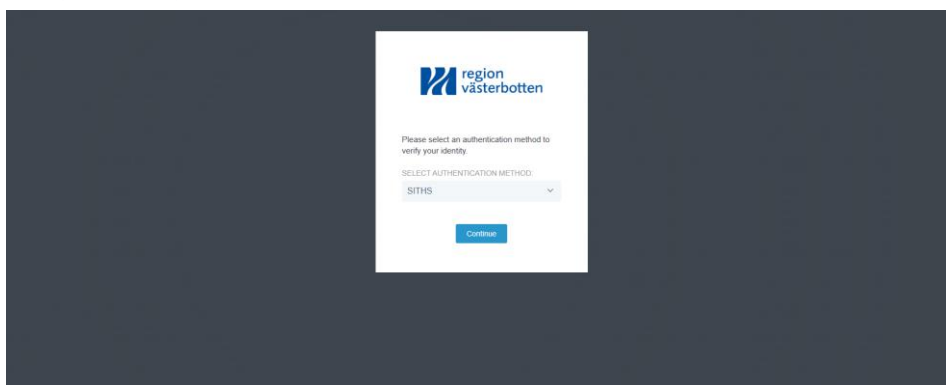 region
västerbotten
Please select an authentication method to
verify your identity.
SELECT AUTHENTICATION METHOD:
SITHS
Continue